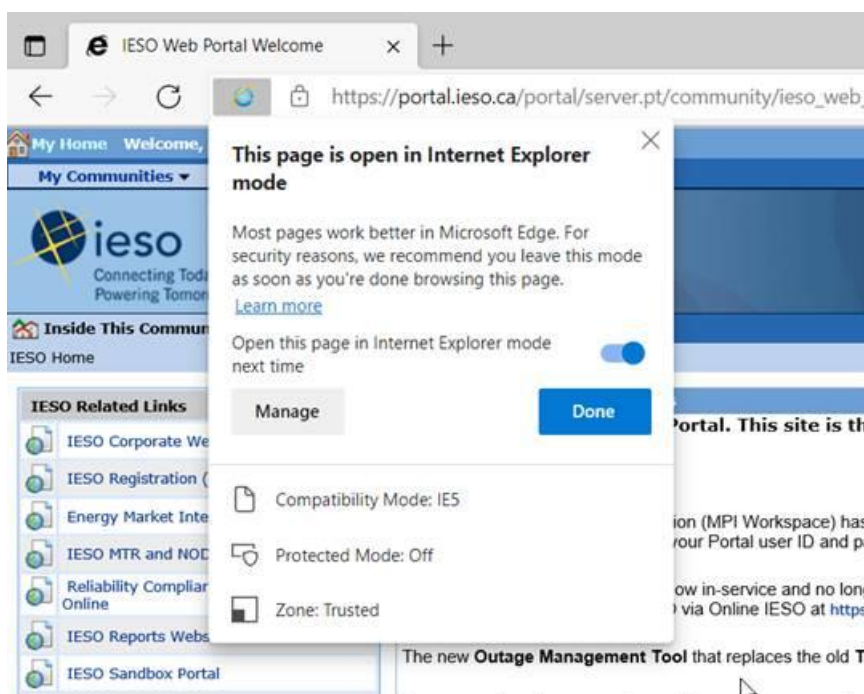 IESO Web Portal Welcome
https://portal.ieso.ca/portal/server.pt/community/ieso_web_
My Home Welcome,
My Communities
ieso
Connecting Toda
Powering Tomor
Inside This Commun
IESO Home
This page is open in Internet Explorer
mode
Most pages work better in Microsoft Edge. For
security reasons, we recommend you leave this mode
as soon as you're done browsing this page.
Learn more
Open this page in Internet Explorer mode
next time
Manage
Done
Compatibility Mode: IE5
Protected Mode: Off
Zone: Trusted
IESO Related Links
IESO Corporate We
IESO Registration (
Energy Market Inte
IESO MTR and NOD
Reliability Complian
Online
IESO Reports Webs
IESO Sandbox Portal
Portal. This site is th
ion (MPI Workspace) has
your Portal user ID and p
ow in-service and no long
via Online IESO at https
The new Outage Management Tool that replaces the old T